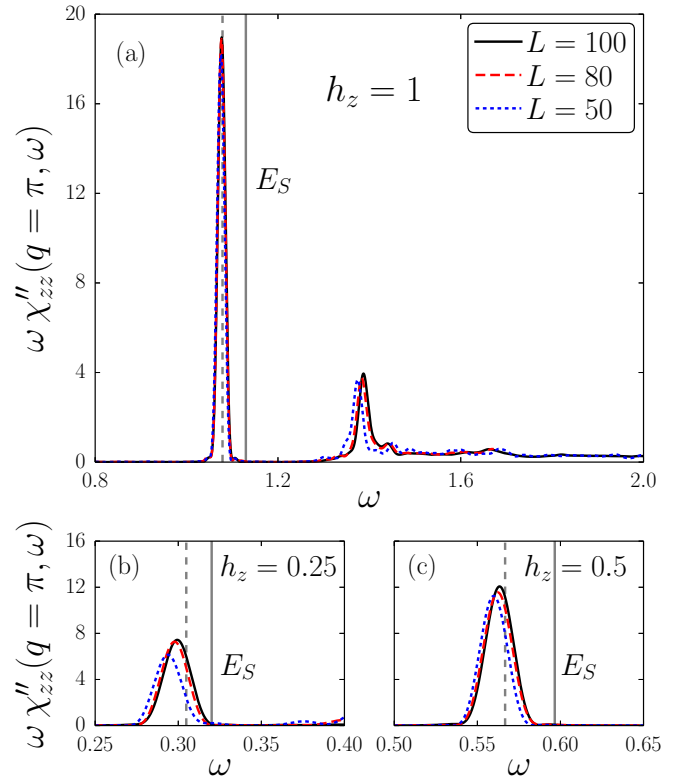 20
16
12
8
4
0
(a)
h_z = 1
E_S
L = 100
L = 80
L = 50
ω χ''_{zz}(q = π, ω)
0.8 1.2 1.6 2.0
ω
16
12
8
4
0
(b)
h_z = 0.25
E_S
ω χ''_{zz}(q = π, ω)
0.25 0.30 0.35 0.40
ω
(c)
h_z = 0.5
E_S
0.50 0.55 0.60 0.65
ω